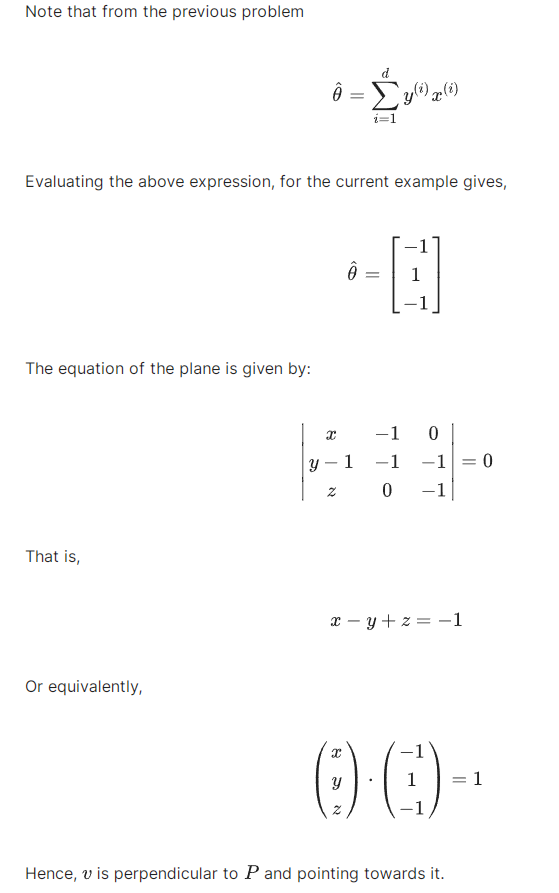 Note that from the previous problem
$\hat{\theta} = \sum_{i=1}^{d} y^{(i)} x^{(i)}$
Evaluating the above expression, for the current example gives,
$\hat{\theta} = \begin{bmatrix} -1 \\ 1 \\ -1 \end{bmatrix}$
The equation of the plane is given by:
$\begin{vmatrix} x & -1 & 0 \\ y-1 & -1 & -1 \\ z & 0 & -1 \end{vmatrix} = 0$
That is,
$x - y + z = -1$
Or equivalently,
$\begin{pmatrix} x \\ y \\ z \end{pmatrix} \cdot \begin{pmatrix} -1 \\ 1 \\ -1 \end{pmatrix} = 1$
Hence, $v$ is perpendicular to $P$ and pointing towards it.